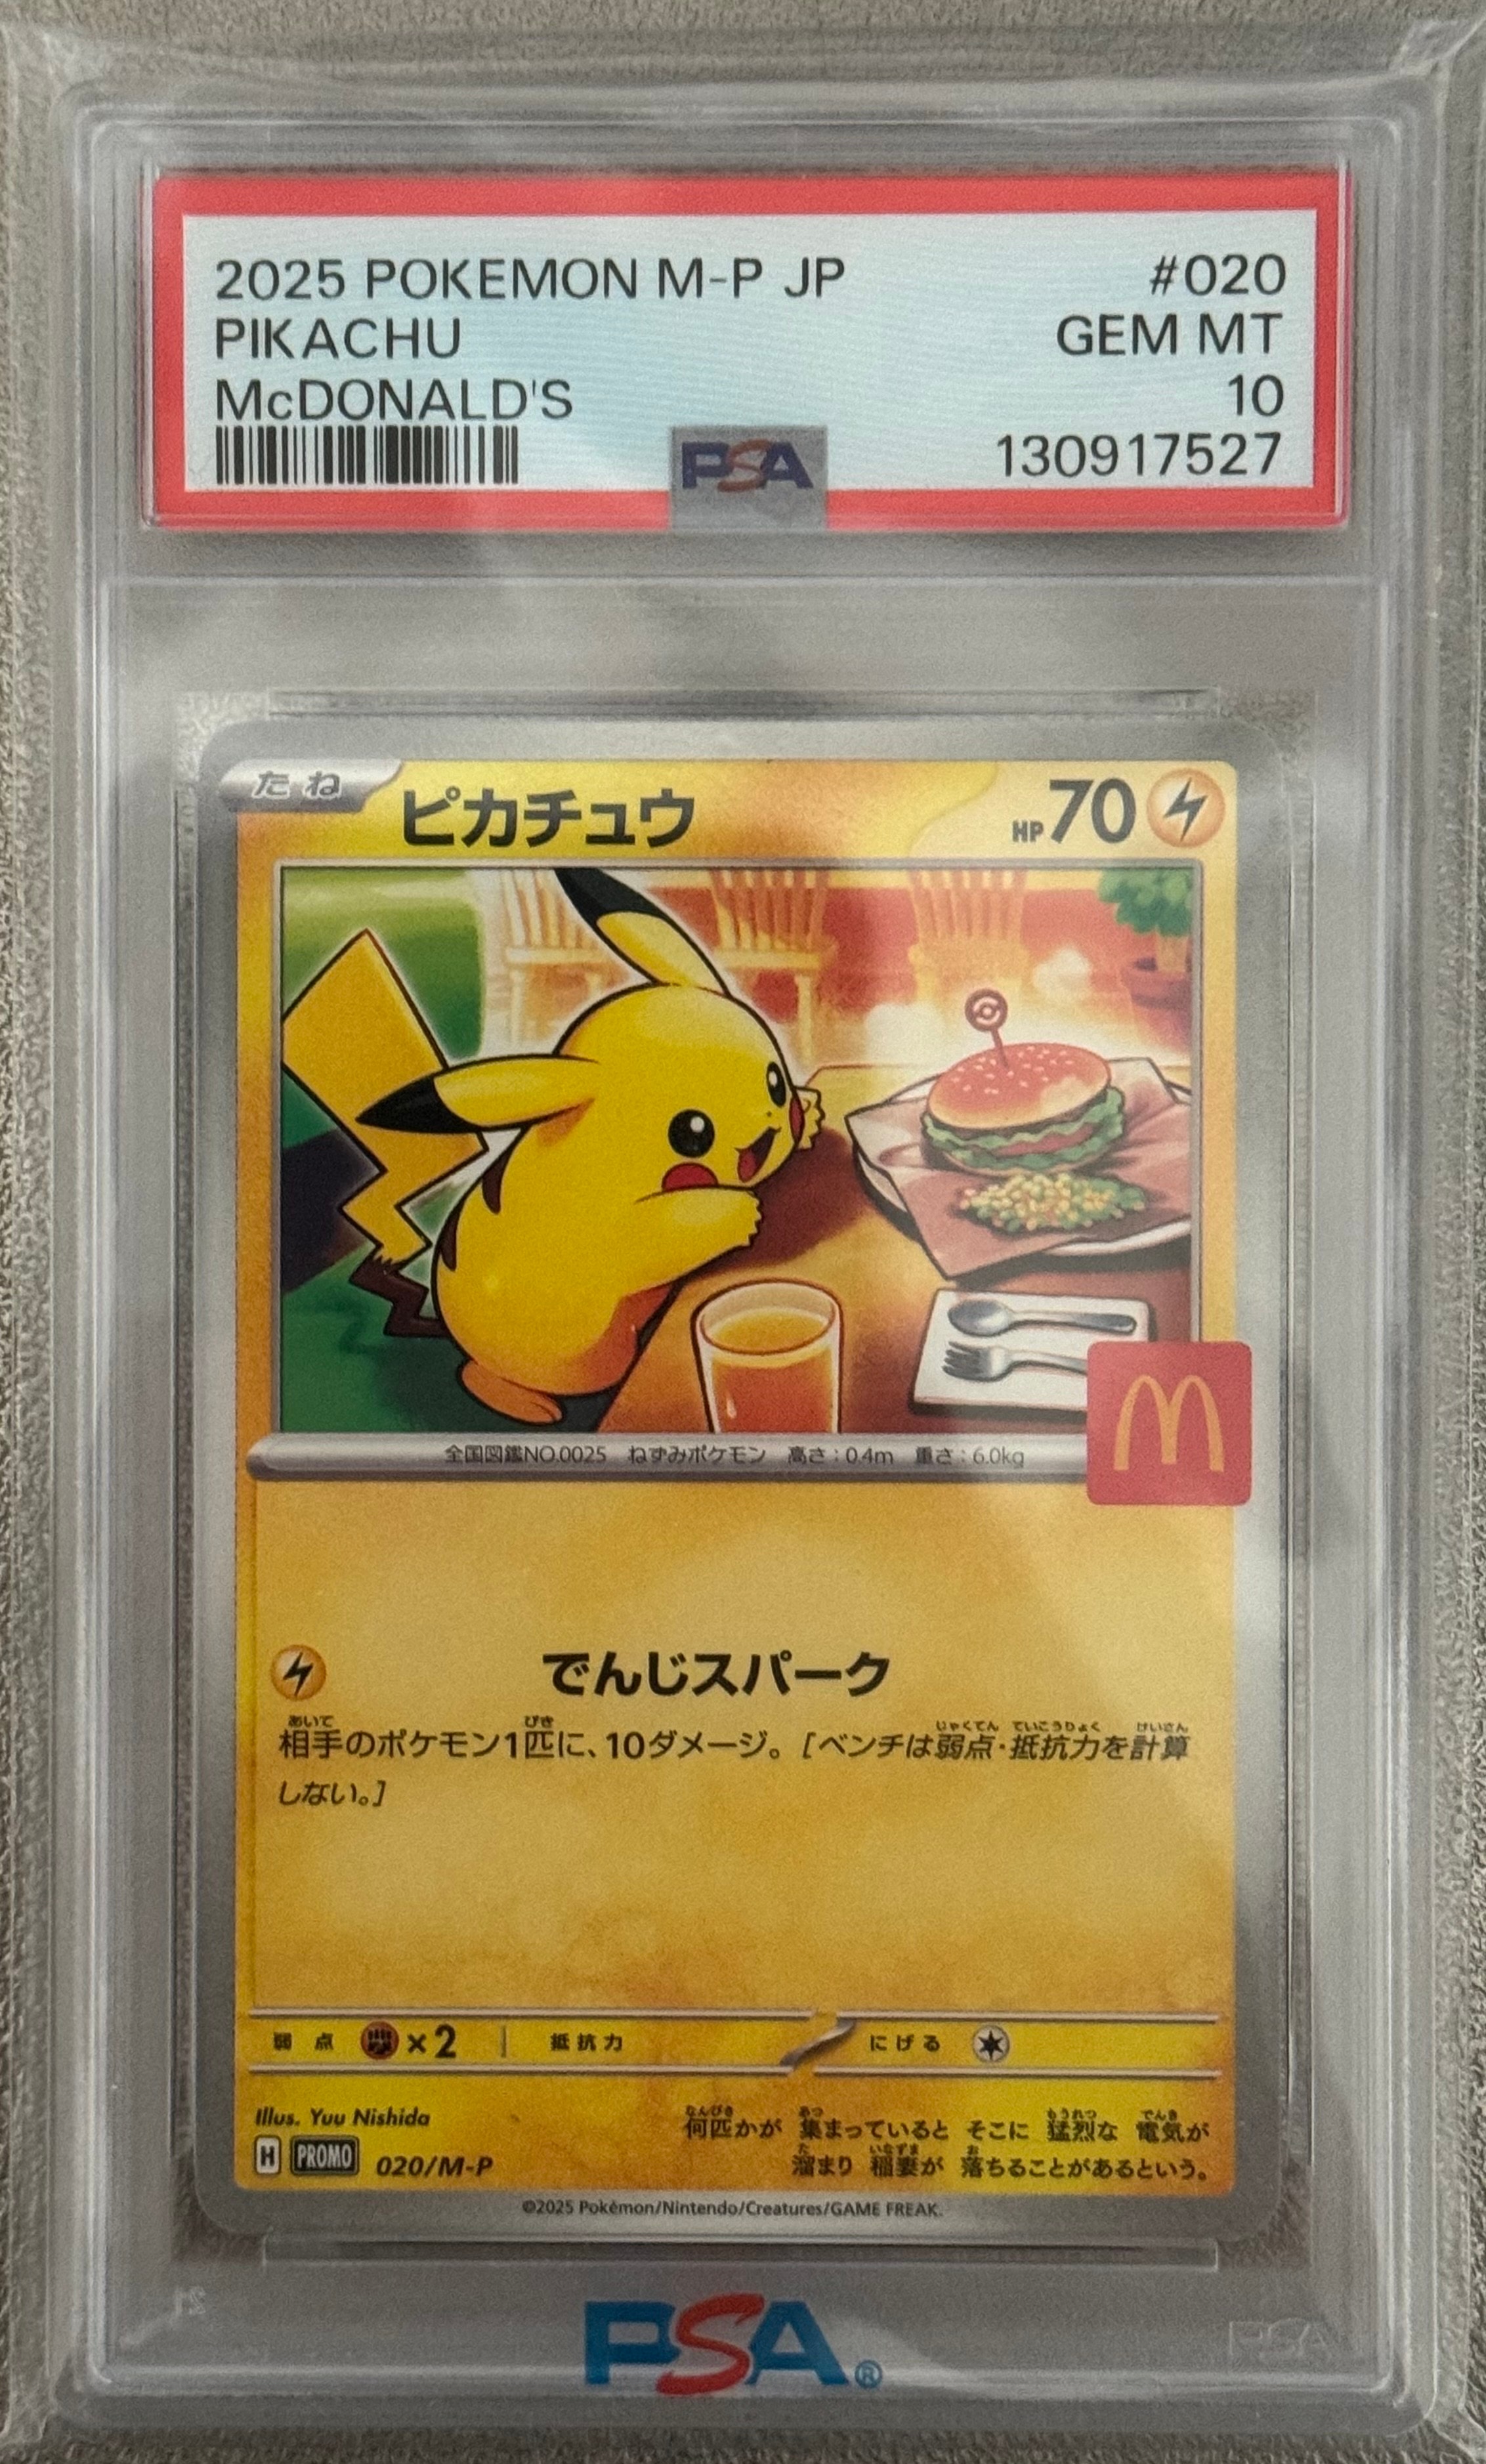 2025 POKEMON M-P JP #020
PIKACHU GEM MT
McDONALD'S 10
PSA 130917527
たね ピカチュウ HP70
全国図鑑NO.0025 ねずみポケモン 高さ:0.4m 重さ:6.0kg
M
でんじスパーク
相手のポケモン1匹に、10ダメージ。[ベンチは弱点・抵抗力を計算
しない。]
弱点 ×2 抵抗力 にげる
Illus. Yuu Nishida
H PROMO 020/M-P
何匹かが 集まっていると そこに 猛烈な 電気が
溜まり 稲妻が 落ちることがあるという。
©2025 Pokémon/Nintendo/Creatures/GAME FREAK.
PSA®
PSA